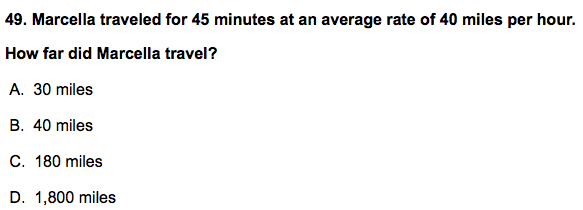 49. Marcella traveled for 45 minutes at an average rate of 40 miles per hour.
How far did Marcella travel?
A. 30 miles
B. 40 miles
C. 180 miles
D. 1,800 miles